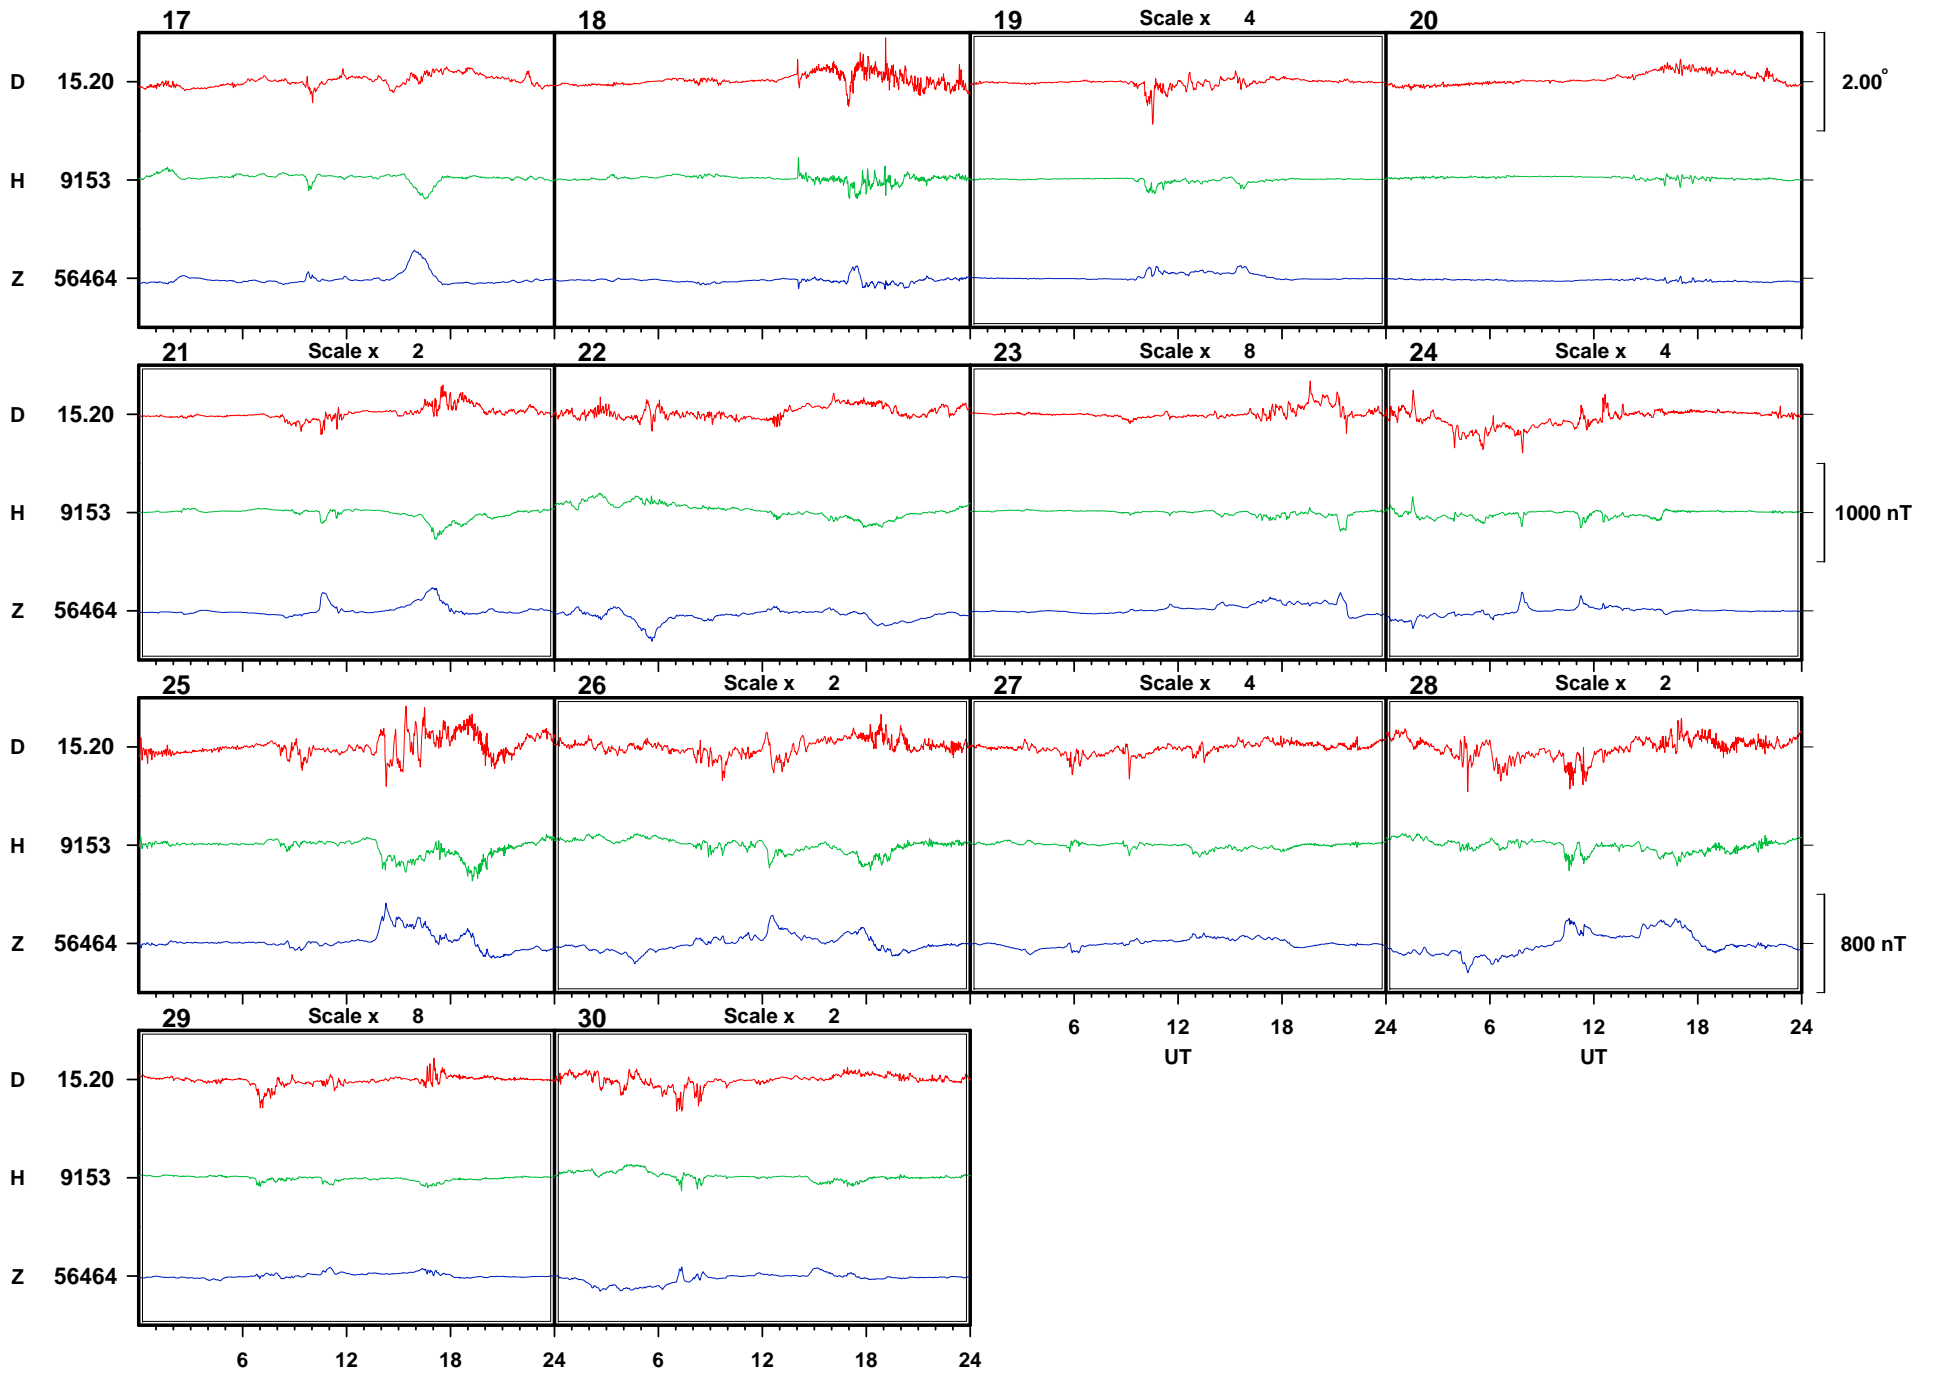 17 18 19 Scale x 4 20
D 15.20 2.00°
H 9153
Z 56464
21 Scale x 2 22 23 Scale x 8 24 Scale x 4
D 15.20
H 9153 1000 nT
Z 56464
25 26 Scale x 2 27 Scale x 4 28 Scale x 2
D 15.20
H 9153
Z 56464 800 nT
29 Scale x 8 30 Scale x 2 6 12 18 24 6 12 18 24
UT UT
D 15.20
H 9153
Z 56464
6 12 18 24 6 12 18 24